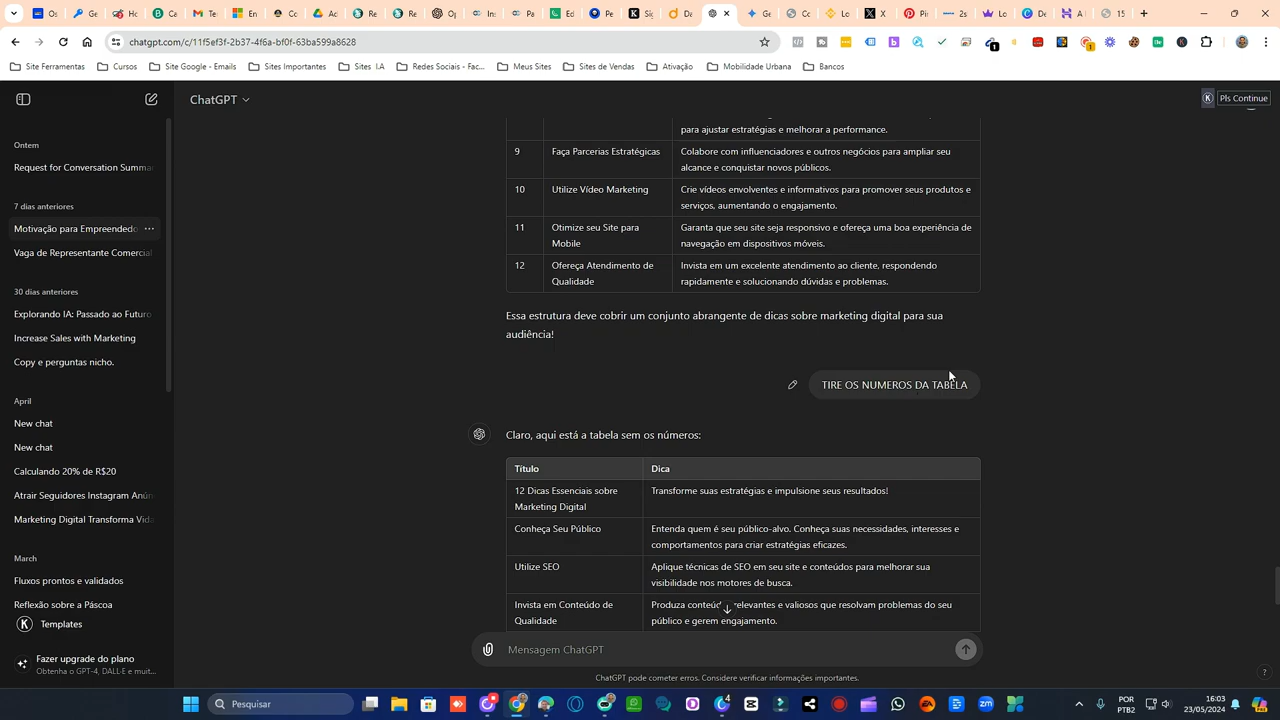 chatgpt.com/c/11f5ef3f-2b37-4f6a-bf0f-63ba599a8628
Site Ferramentas
Cursos
Site Google - Emails
Sites Importantes
Sites I.A
Redes Sociais - Fac...
Meus Sites
Sites de Vendas
Ativação
Mobilidade Urbana
Bancos
ChatGPT
Pls Continue
Ontem
Request for Conversation Summar
7 dias anteriores
Motivação para Empreendedo
Vaga de Representante Comercial
30 dias anteriores
Explorando IA: Passado ao Futuro
Increase Sales with Marketing
Copy e perguntas nicho.
April
New chat
New chat
Calculando 20% de R$20
Atrair Seguidores Instagram Anún
Marketing Digital Transforma Vida
March
Fluxos prontos e validados
Reflexão sobre a Páscoa
Templates
Fazer upgrade do plano
Obtenha o GPT-4, DALL·E e muit...
para ajustar estratégias e melhorar a performance.
9 Faça Parcerias Estratégicas Colabore com influenciadores e outros negócios para ampliar seu
alcance e conquistar novos públicos.
10 Utilize Vídeo Marketing Crie vídeos envolventes e informativos para promover seus produtos e
serviços, aumentando o engajamento.
11 Otimize seu Site para Garanta que seu site seja responsivo e ofereça uma boa experiência de
Mobile navegação em dispositivos móveis.
12 Ofereça Atendimento de Invista em um excelente atendimento ao cliente, respondendo
Qualidade rapidamente e solucionando dúvidas e problemas.
Essa estrutura deve cobrir um conjunto abrangente de dicas sobre marketing digital para sua
audiência!
TIRE OS NUMEROS DA TABELA
Claro, aqui está a tabela sem os números:
Título Dica
12 Dicas Essenciais sobre Transforme suas estratégias e impulsione seus resultados!
Marketing Digital
Conheça Seu Público Entenda quem é seu público-alvo. Conheça suas necessidades, interesses e
comportamentos para criar estratégias eficazes.
Utilize SEO Aplique técnicas de SEO em seu site e conteúdos para melhorar sua
visibilidade nos motores de busca.
Invista em Conteúdo de Produza conteúd relevantes e valiosos que resolvam problemas do seu
Qualidade público e gerem engajamento.
Mensagem ChatGPT
ChatGPT pode cometer erros. Considere verificar informações importantes.
Pesquisar
POR
PTB2
16:03
23/05/2024